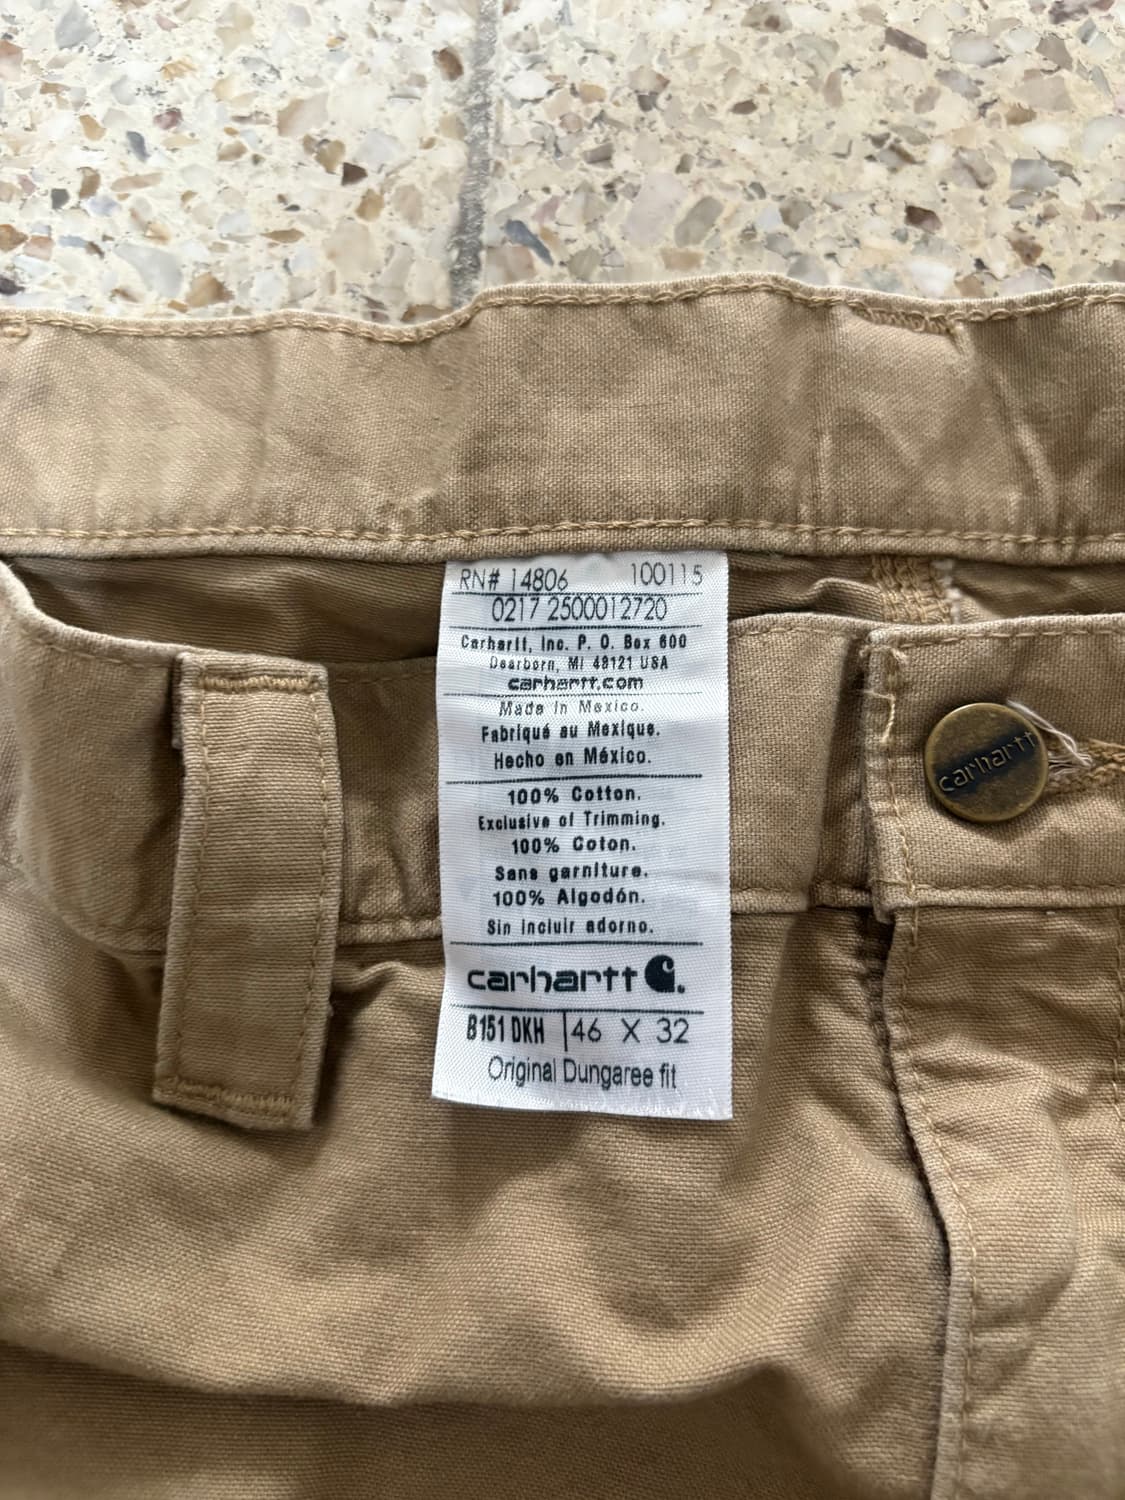 RN# 14806 100115
0217 2500012720
Carhartt, Inc. P. O. Box 600
Dearborn, MI 48121 USA
carhartt.com
Made in Mexico.
Fabriqué au Mexique.
Hecho en México.
100% Cotton.
Exclusive of Trimming.
100% Coton.
Sans garniture.
100% Algodón.
Sin incluir adorno.
carhartt
B151 DKH 46 X 32
Original Dungaree fit
carhartt